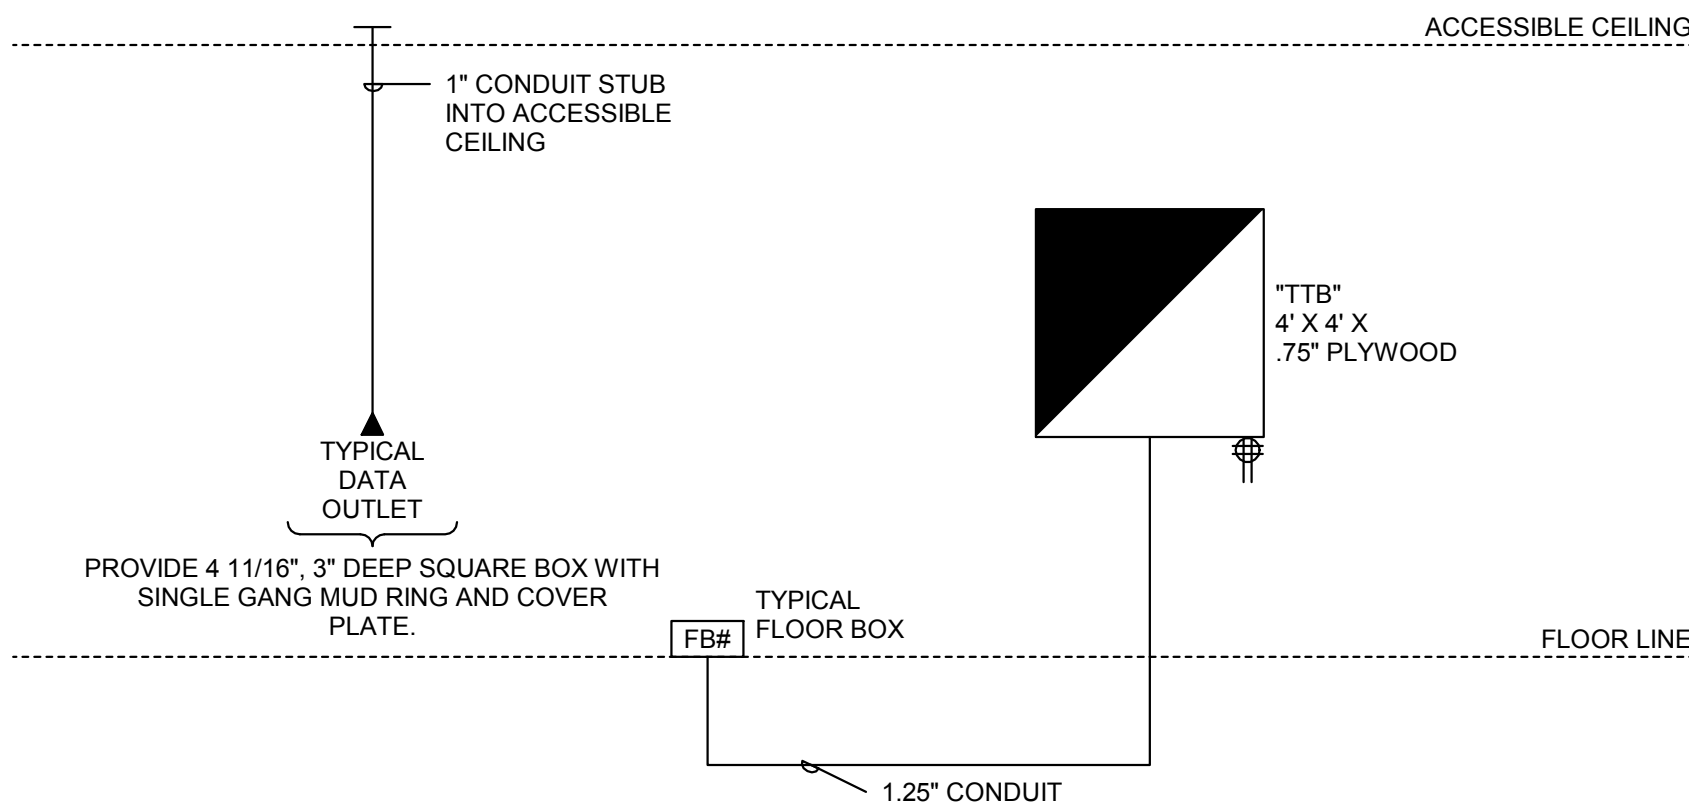 ACCESSIBLE CEILING
1" CONDUIT STUB
INTO ACCESSIBLE
CEILING
"TTB"
4' X 4' X
.75" PLYWOOD
TYPICAL
DATA
OUTLET
PROVIDE 4 11/16", 3" DEEP SQUARE BOX WITH
SINGLE GANG MUD RING AND COVER
PLATE.
TYPICAL
FLOOR BOX
FB#
FLOOR LINE
1.25" CONDUIT